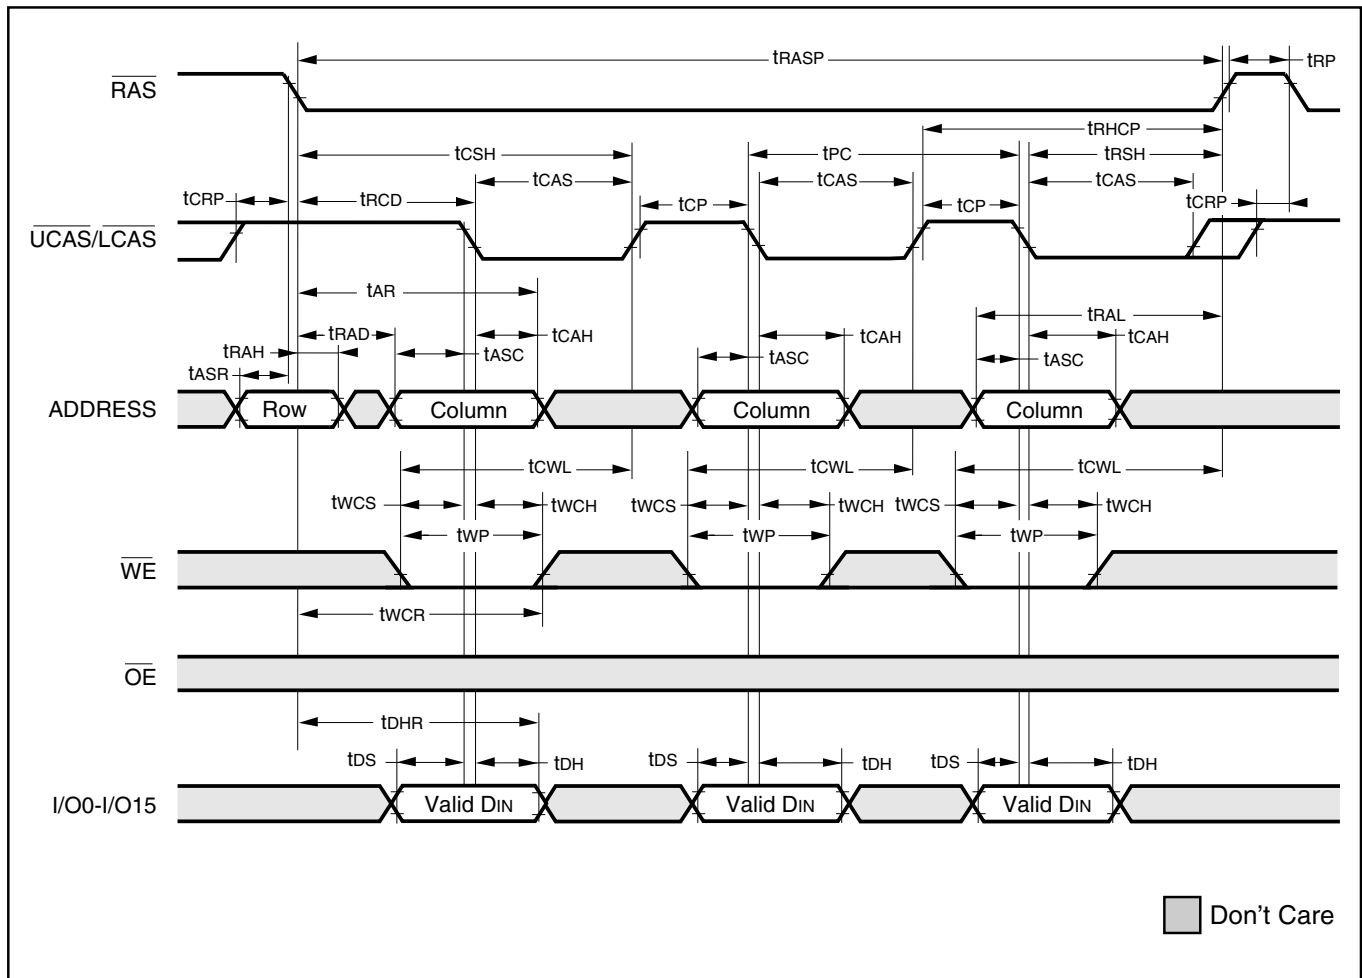 tRASP
tRP
RAS
tRHCP
tCSH
tPC
tRSH
tCAS
tCAS
tCAS
tCRP
tRCD
tCP
tCP
tCRP
UCAS/LCAS
tAR
tRAL
tRAD
tCAH
tCAH
tCAH
tRAH
tASC
tASC
tASC
tASR
ADDRESS
Row
Column
Column
Column
tCWL
tCWL
tCWL
tWCS
tWCH
tWCS
tWCH
tWCS
tWCH
tWP
tWP
tWP
WE
tWCR
OE
tDHR
tDS
tDH
tDS
tDH
tDS
tDH
I/O0-I/O15
Valid DIN
Valid DIN
Valid DIN
Don't Care